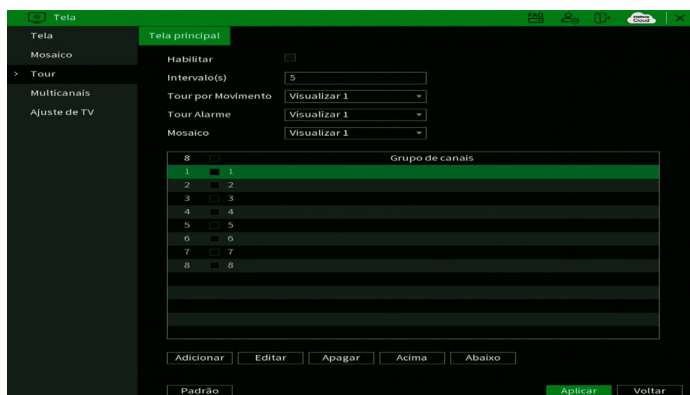 Tela
FAQ
Tela
Mosaico
> Tour
Multicanais
Ajuste de TV
Tela principal
Habilitar
Intervalo(s) 5
Tour por Movimento Visualizar 1
Tour Alarme Visualizar 1
Mosaico Visualizar 1
8 Grupo de canais
1 1
2 2
3 3
4 4
5 5
6 6
7 7
8 8
Adicionar Editar Apagar Acima Abaixo
Padrão Aplicar Voltar